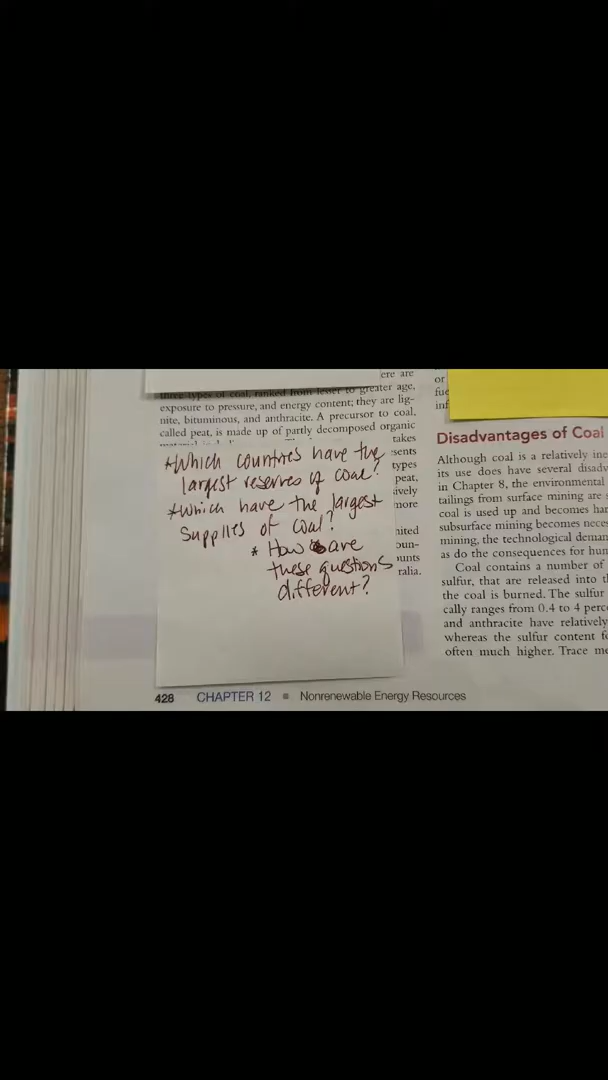 ere are
three types of coal, ranked from lesser to greater age,
exposure to pressure, and energy content; they are lig-
nite, bituminous, and anthracite. A precursor to coal,
called peat, is made up of partly decomposed organic
takes
sents
types
peat,
ively
more
nited
oun-
ounts
ralia.
*Which countries have the
largest reserves of coal?
*which have the largest
supplies of coal?
* How are
these questions
different?
or
fue
inf
Disadvantages of Coal
Although coal is a relatively ine
its use does have several disadv
in Chapter 8, the environmental
tailings from surface mining are s
coal is used up and becomes har
subsurface mining becomes nece
mining, the technological deman
as do the consequences for hum
Coal contains a number of
sulfur, that are released into th
the coal is burned. The sulfur
cally ranges from 0.4 to 4 perce
and anthracite have relatively
whereas the sulfur content fo
often much higher. Trace me
428 CHAPTER 12 ■ Nonrenewable Energy Resources